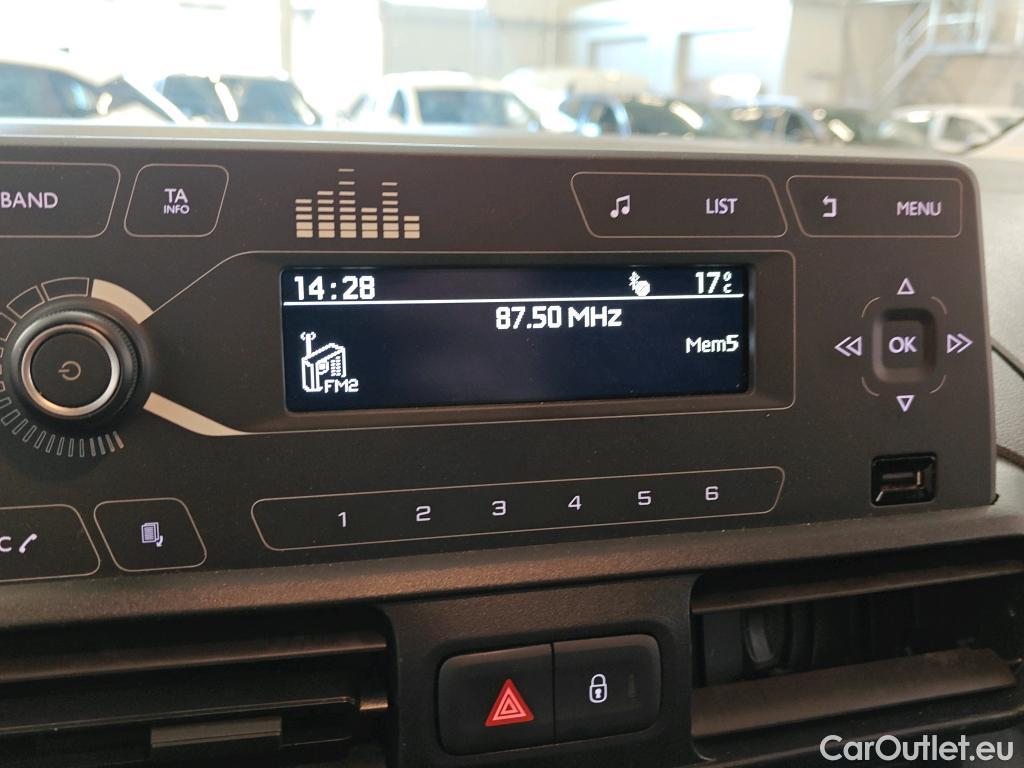 BAND
TA
INFO
LIST
MENU
14:28
17°C
87.50 MHz
Mem5
FM2
OK
1 2 3 4 5 6
C
CarOutlet.eu